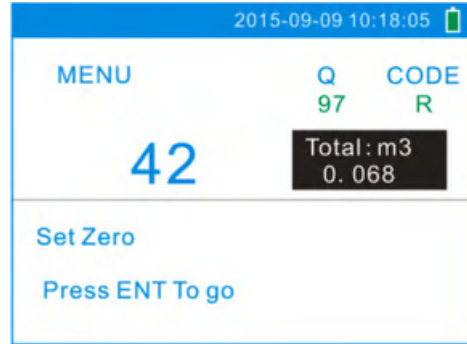 2015-09-09 10:18:05
MENU Q CODE
97 R
42
Total:m3
0.068
Set Zero
Press ENT To go